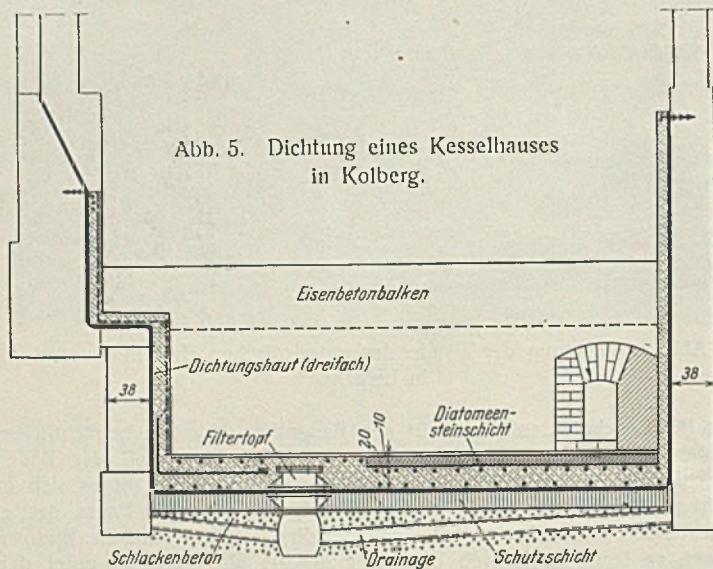 Abb. 5. Dichtung eines Kesselhauses
in Kolberg.
Eisenbetonbalken
Dichtungshaut (dreifach)
38
38
Diatomeen-
steinschicht
Filtertopf
20
10
Schlackenbeton
Drainage
Schutzschicht